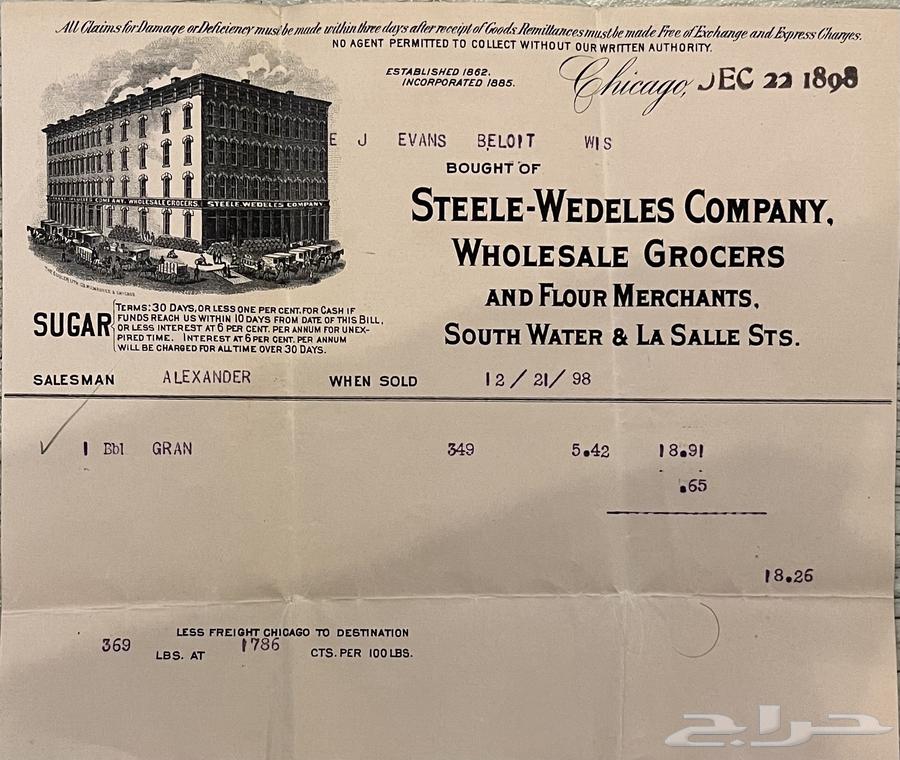 All Claims for Damage or Deficiency must be made within three days after receipt of Goods. Remittances must be made Free of Exchange and Express Charges.
NO AGENT PERMITTED TO COLLECT WITHOUT OUR WRITTEN AUTHORITY.
ESTABLISHED 1862.
INCORPORATED 1885.
Chicago, DEC 22 1898
E J EVANS BELOIT WIS
BOUGHT OF
STEELE-WEDELES COMPANY,
WHOLESALE GROCERS
AND FLOUR MERCHANTS,
SOUTH WATER & LA SALLE STS.
COMPANY, WHOLESALE GROCERS
STEELE WEDELES COMPANY
SUGAR
TERMS: 30 DAYS, OR LESS ONE PER CENT. FOR CASH IF
FUNDS REACH US WITHIN 10 DAYS FROM DATE OF THIS BILL,
OR LESS INTEREST AT 6 PER CENT. PER ANNUM FOR UNEX-
PIRED TIME. INTEREST AT 6 PER CENT. PER ANNUM
WILL BE CHARGED FOR ALL TIME OVER 30 DAYS.
SALESMAN ALEXANDER WHEN SOLD 12/21/98
1 Bbl GRAN 349 5.42 18.91
.65
18.26
LESS FREIGHT CHICAGO TO DESTINATION
369 LBS. AT 1786 CTS. PER 100 LBS.
حراج